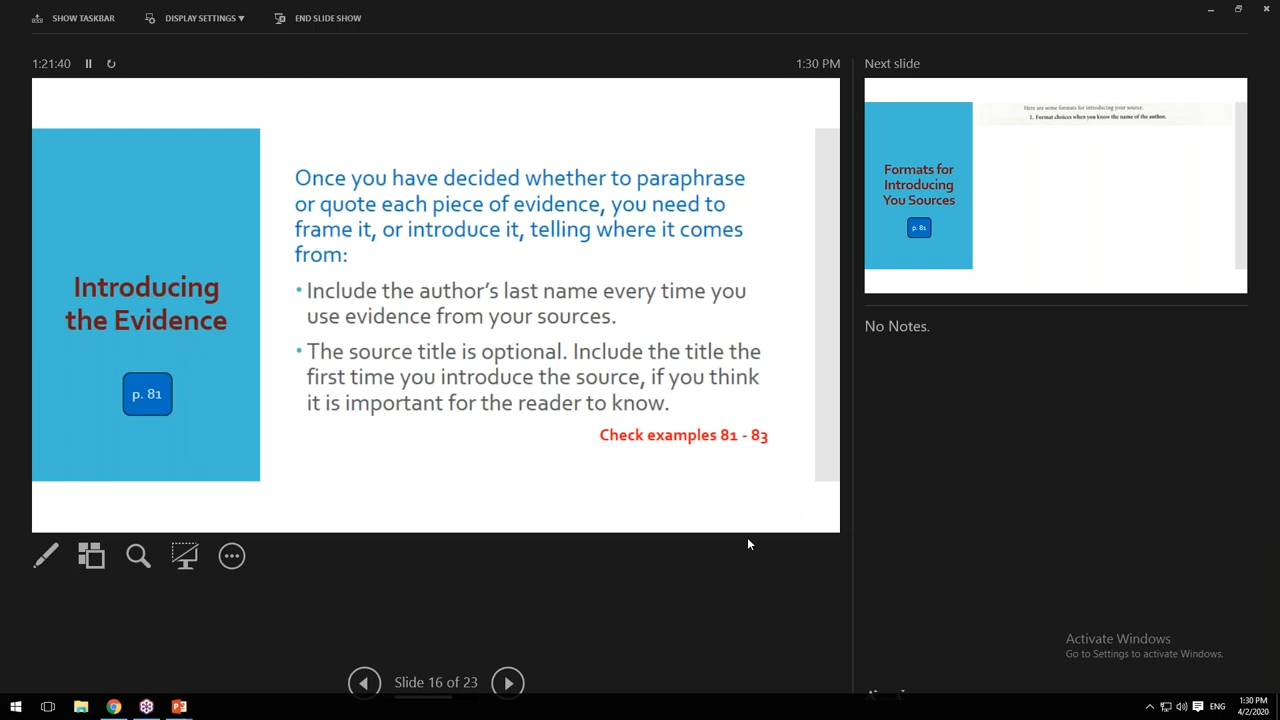 SHOW TASKBAR
DISPLAY SETTINGS ▼
END SLIDE SHOW
1:21:40
1:30 PM
Introducing
the Evidence
p. 81
Once you have decided whether to paraphrase
or quote each piece of evidence, you need to
frame it, or introduce it, telling where it comes
from:
• Include the author's last name every time you
use evidence from your sources.
• The source title is optional. Include the title the
first time you introduce the source, if you think
it is important for the reader to know.
Check examples 81 - 83
Slide 16 of 23
Next slide
Formats for
Introducing
You Sources
p. 81
Here are some formats for introducing your source.
1. Format choices when you know the name of the author.
No Notes.
Activate Windows
Go to Settings to activate Windows.
ENG
1:30 PM
4/2/2020